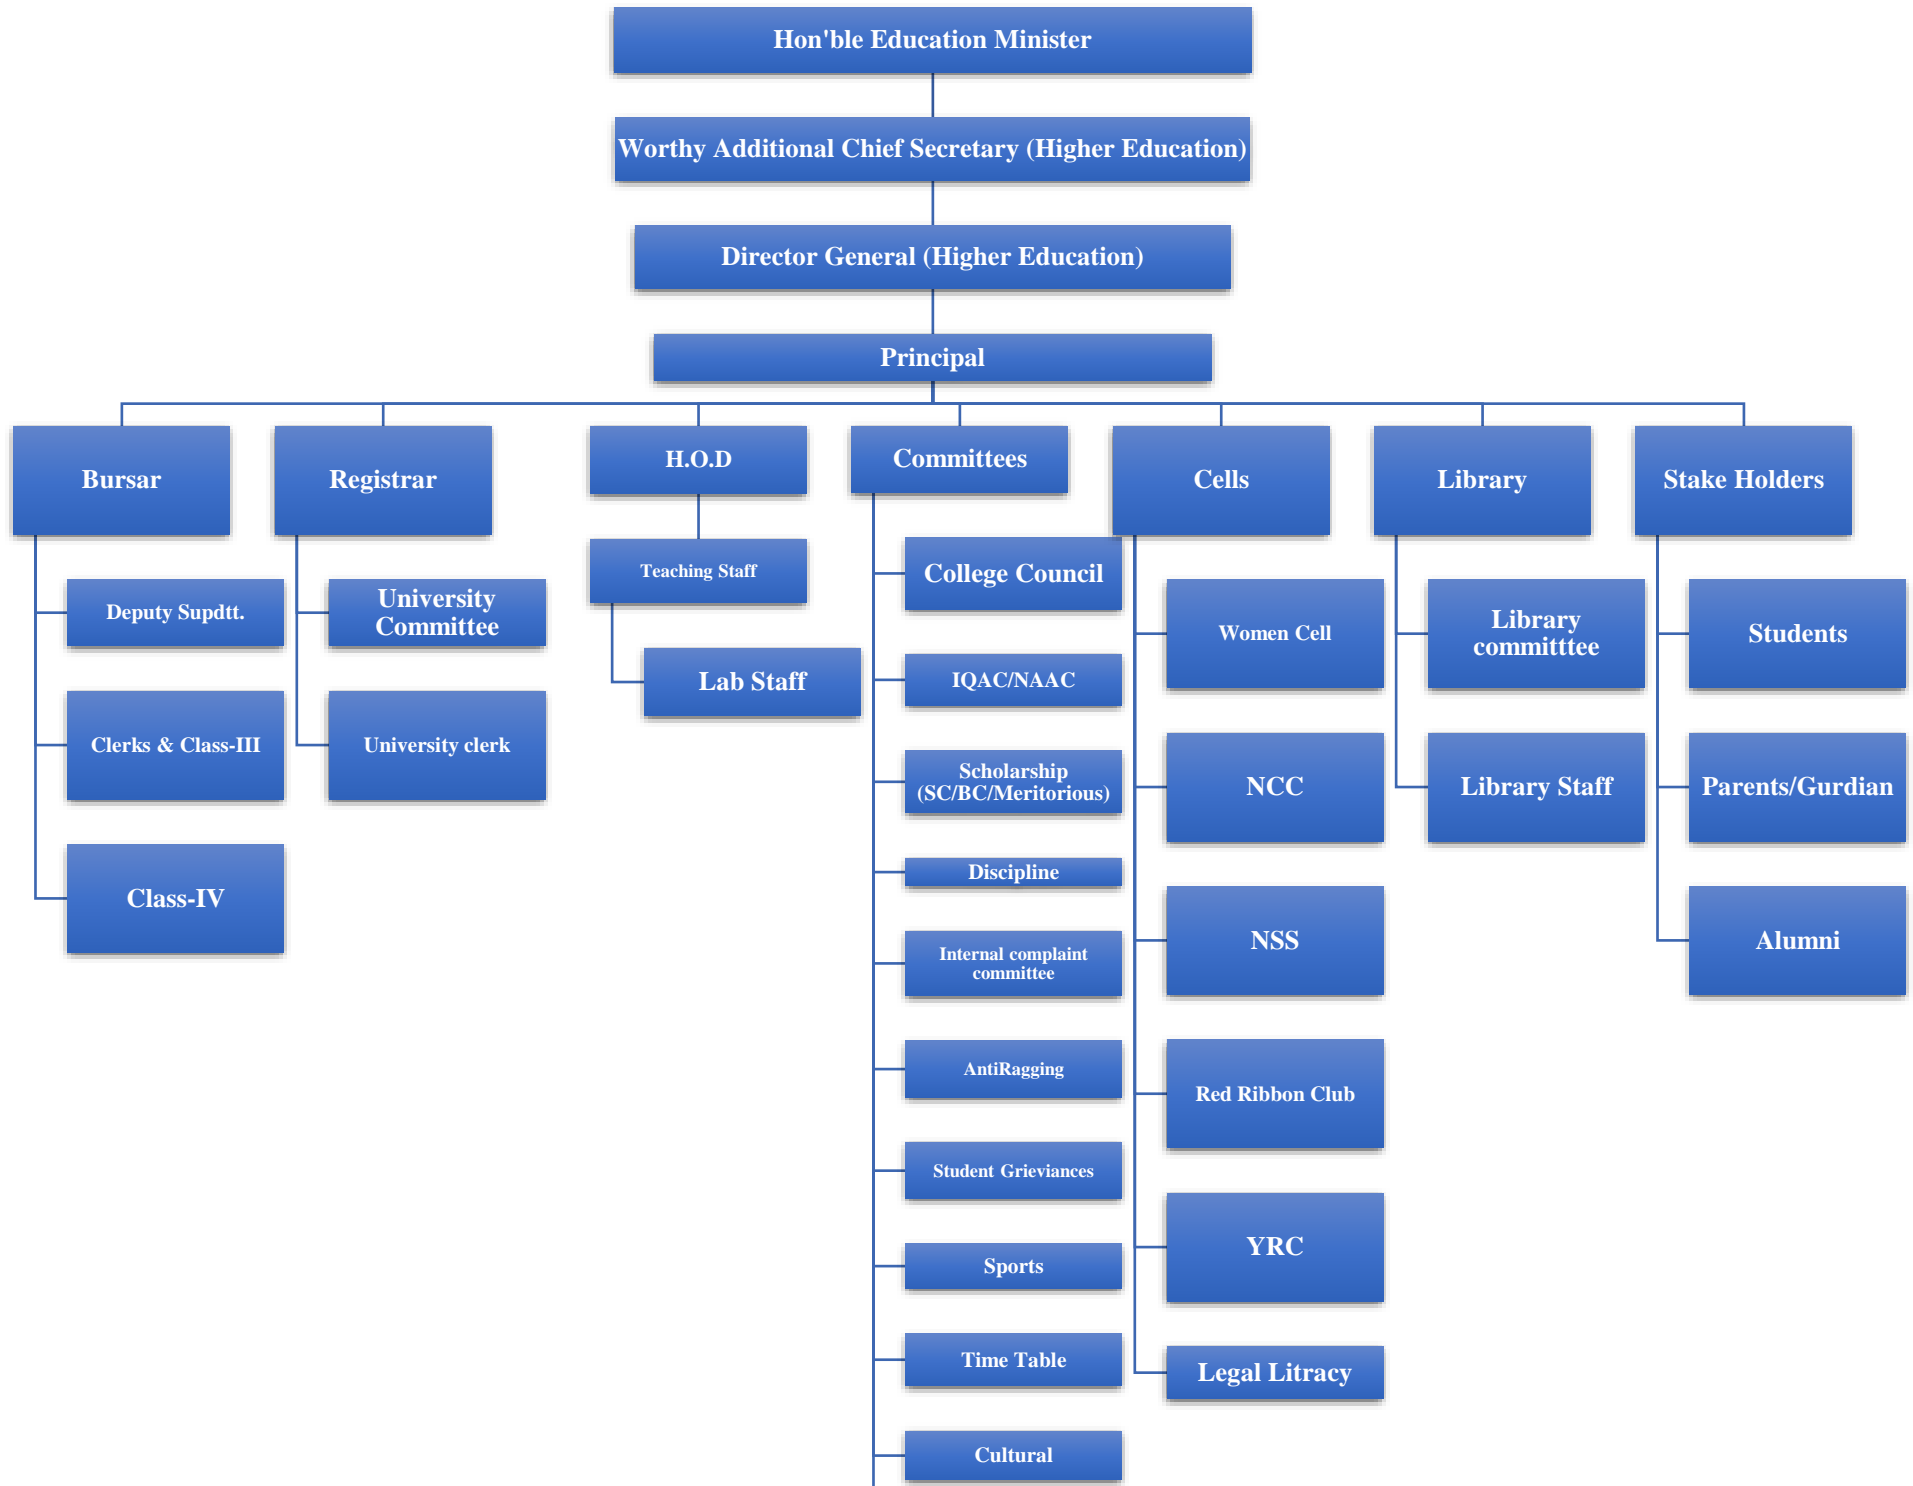 Hon'ble Education Minister
Worthy Additional Chief Secretary (Higher Education)
Director General (Higher Education)
Principal
Bursar
Deputy Supdtt.
Clerks & Class-III
Class-IV
Registrar
University
Committee
University clerk
H.O.D
Teaching Staff
Lab Staff
Committees
College Council
IQAC/NAAC
Scholarship
(SC/BC/Meritorious)
Discipline
Internal complaint
committee
AntiRagging
Student Grieviances
Sports
Time Table
Cultural
Cells
Women Cell
NCC
NSS
Red Ribbon Club
YRC
Legal Litracy
Library
Library
committtee
Library Staff
Stake Holders
Students
Parents/Gurdian
Alumni